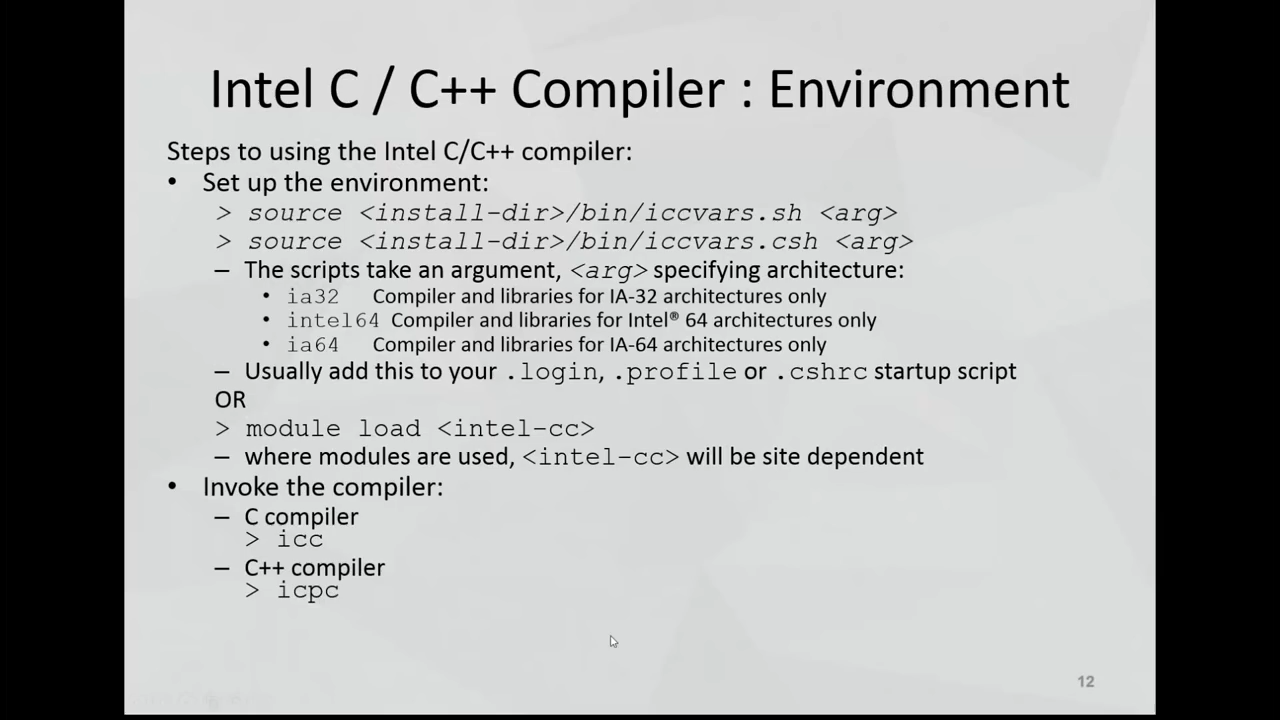 Intel C / C++ Compiler : Environment
Steps to using the Intel C/C++ compiler:
• Set up the environment:
> source <install-dir>/bin/iccvars.sh <arg>
> source <install-dir>/bin/iccvars.csh <arg>
– The scripts take an argument, <arg> specifying architecture:
• ia32 Compiler and libraries for IA-32 architectures only
• intel64 Compiler and libraries for Intel® 64 architectures only
• ia64 Compiler and libraries for IA-64 architectures only
– Usually add this to your .login, .profile or .cshrc startup script
OR
> module load <intel-cc>
– where modules are used, <intel-cc> will be site dependent
• Invoke the compiler:
– C compiler
> icc
– C++ compiler
> icpc
12